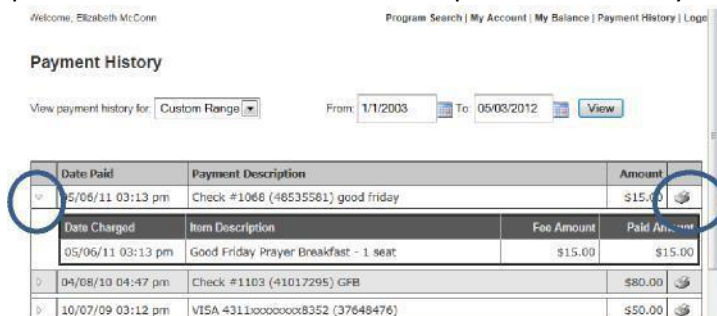 Welcome, Elizabeth McConn Program Search | My Account | My Balance | Payment History | Logo
Payment History
View payment history for: Custom Range From: 1/1/2003 To: 05/03/2012 View
Date Paid Payment Description Amount
05/06/11 03:13 pm Check #1068 (48535581) good friday $15.00
Date Charged Item Description Fee Amount Paid Amount
05/06/11 03:13 pm Good Friday Prayer Breakfast - 1 seat $15.00 $15.00
04/08/10 04:47 pm Check #1103 (41017295) GFB $80.00
10/07/09 03:12 pm VISA 4311xxxxxxxx8352 (37648476) $50.00